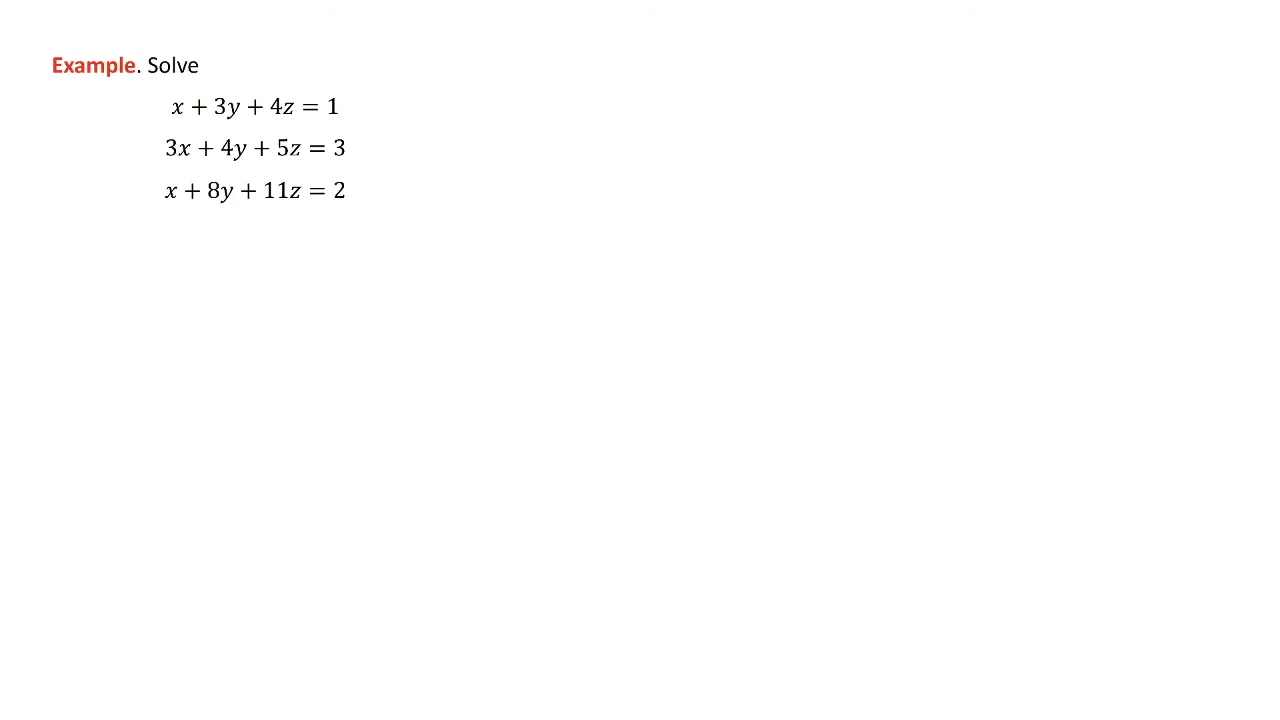 Example. Solve
x + 3y + 4z = 1
3x + 4y + 5z = 3
x + 8y + 11z = 2